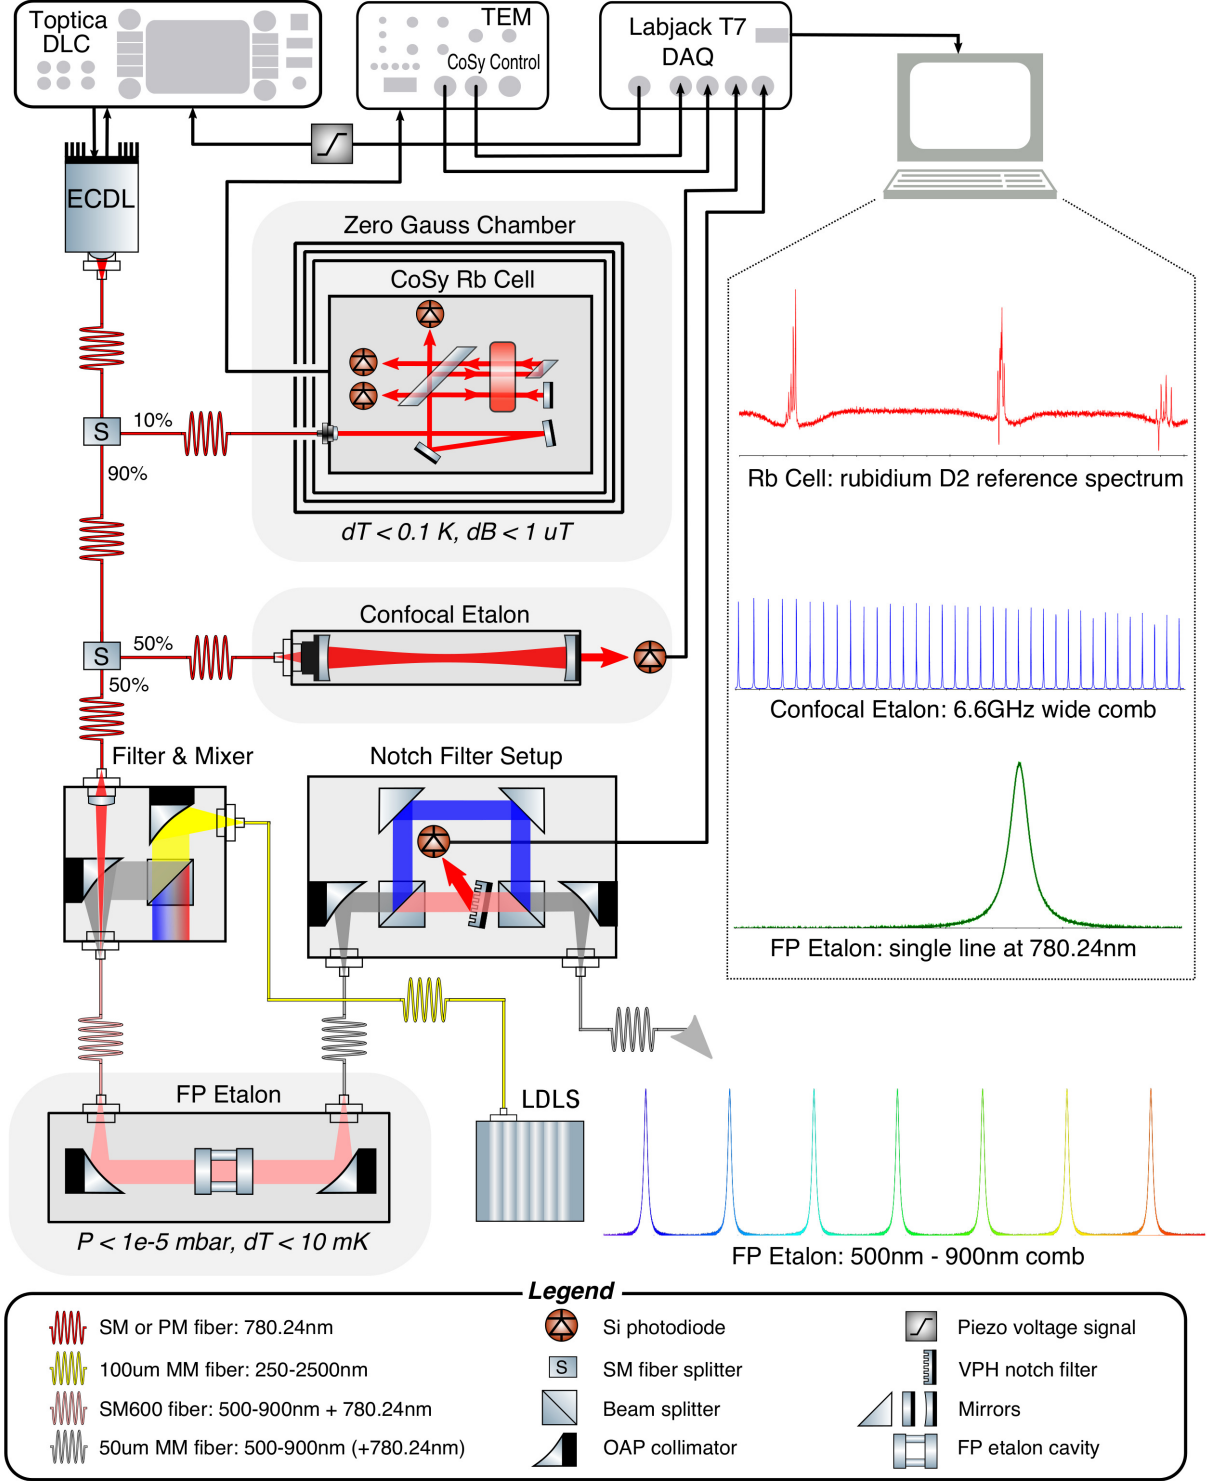 Toptica
DLC
TEM
CoSy Control
Labjack T7
DAQ
ECDL
Zero Gauss Chamber
CoSy Rb Cell
dT < 0.1 K, dB < 1 uT
S
10%
90%
Rb Cell: rubidium D2 reference spectrum
Confocal Etalon
S
50%
50%
Confocal Etalon: 6.6GHz wide comb
Filter & Mixer
Notch Filter Setup
FP Etalon: single line at 780.24nm
FP Etalon
P < 1e-5 mbar, dT < 10 mK
LDLS
FP Etalon: 500nm - 900nm comb
Legend
SM or PM fiber: 780.24nm
100um MM fiber: 250-2500nm
SM600 fiber: 500-900nm + 780.24nm
50um MM fiber: 500-900nm (+780.24nm)
Si photodiode
S
SM fiber splitter
Beam splitter
OAP collimator
Piezo voltage signal
VPH notch filter
Mirrors
FP etalon cavity